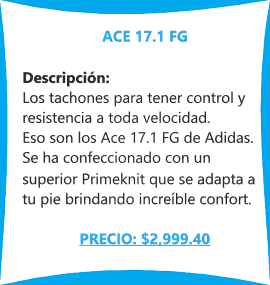 ACE 17.1 FG
Descripción:
Los tachones para tener control y
resistencia a toda velocidad.
Eso son los Ace 17.1 FG de Adidas.
Se ha confeccionado con un
superior Primeknit que se adapta a
tu pie brindando increíble confort.
PRECIO: $2,999.40